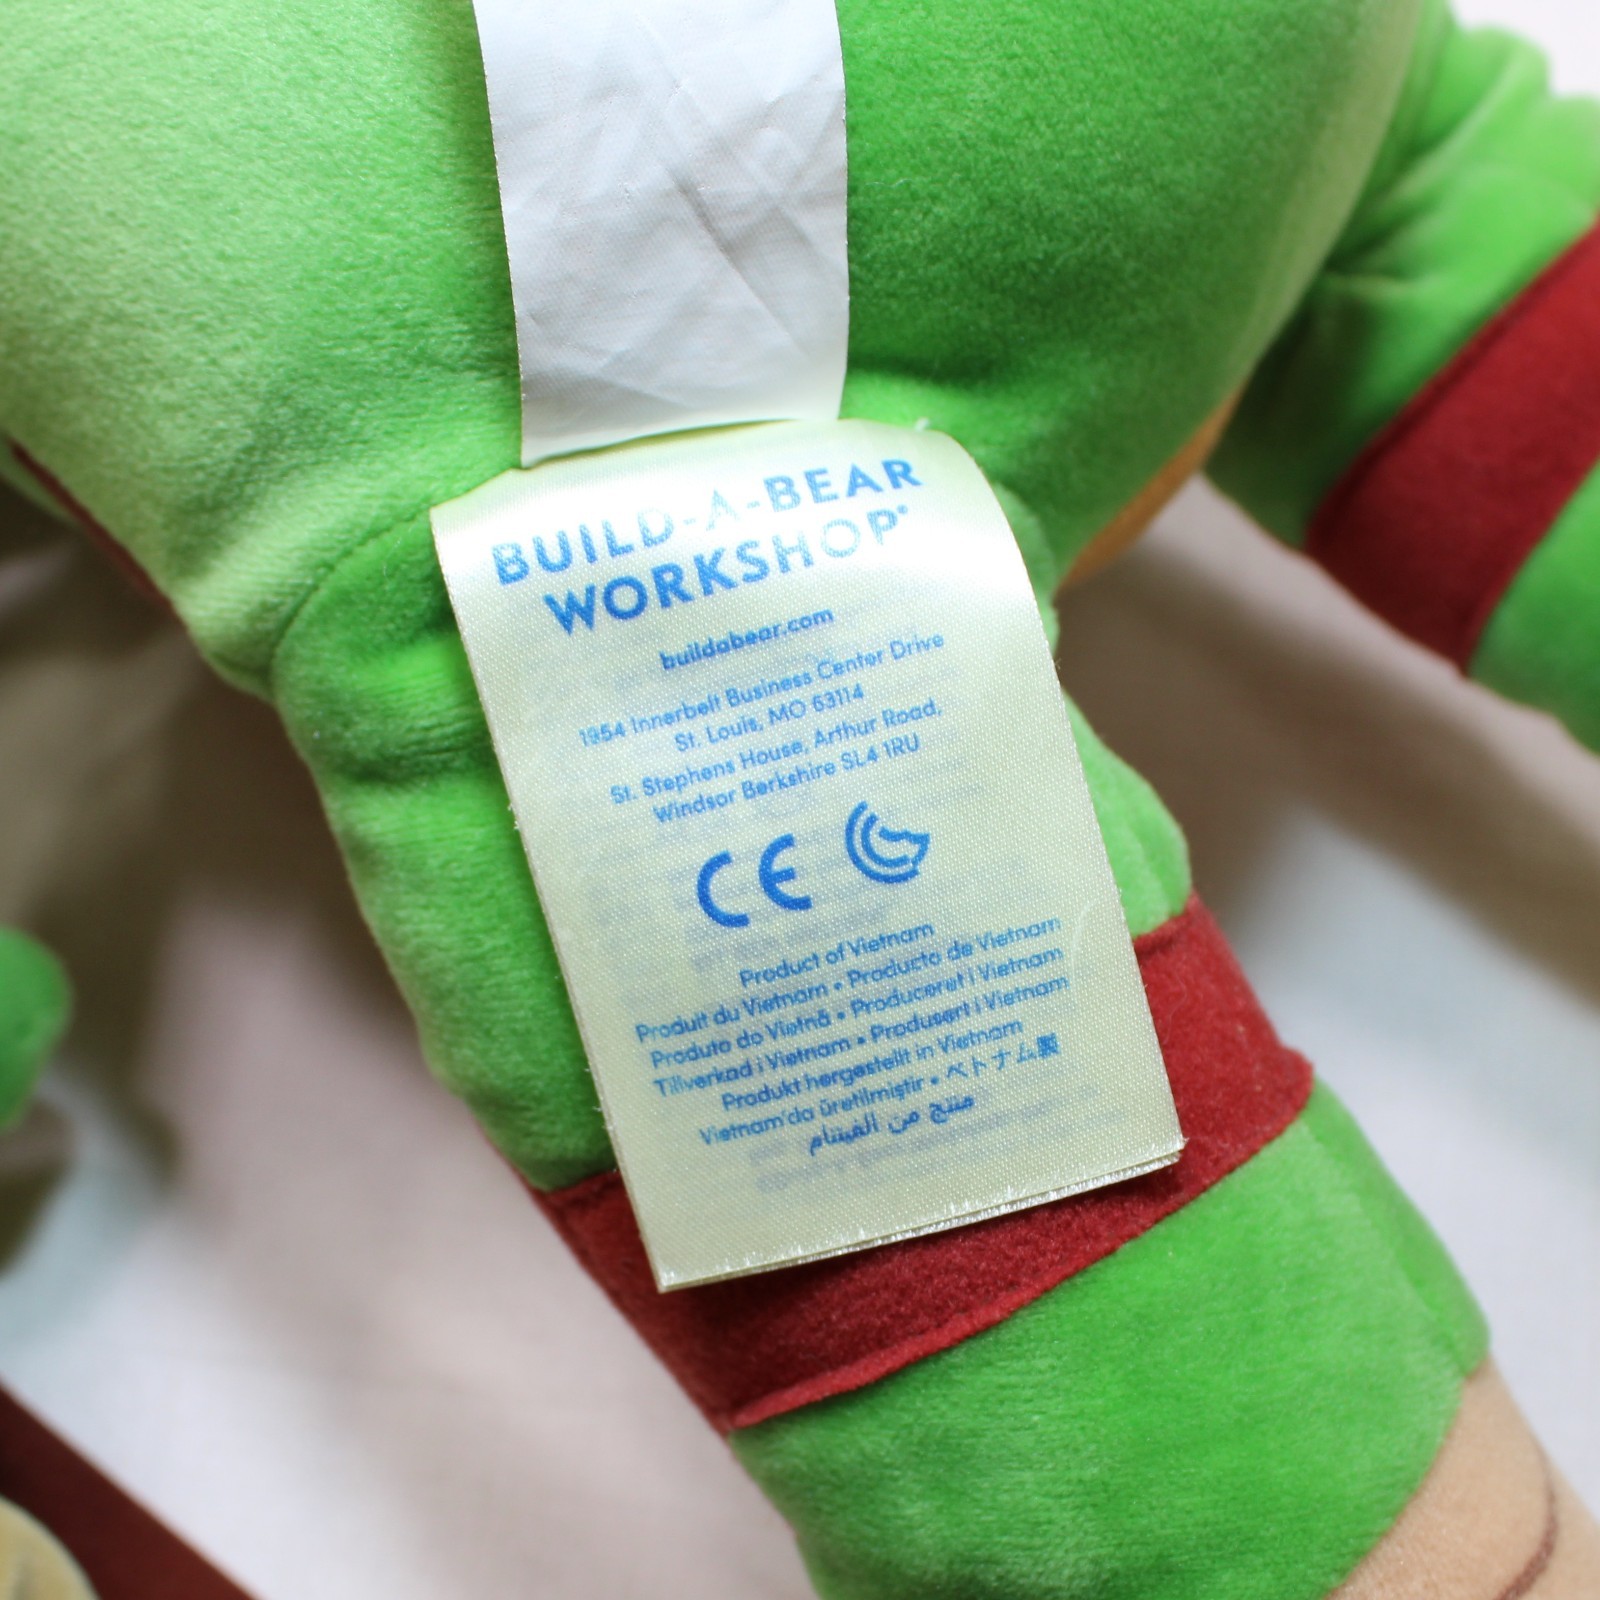 BUILD-A-BEAR
WORKSHOP®
buildabear.com
1954 Innerbelt Business Center Drive
St. Louis, MO 63114
St. Stephens House, Arthur Road,
Windsor Berkshire SL4 1RU
CE
Product of Vietnam
Produit du Vietnam • Producto de Vietnam
Produto do Vietnã • Produceret i Vietnam
Tillverkad i Vietnam • Produsert i Vietnam
Produkt hergestellt in Vietnam
Vietnam'da üretilmiştir • ベトナム製
منتج من الفيتنام